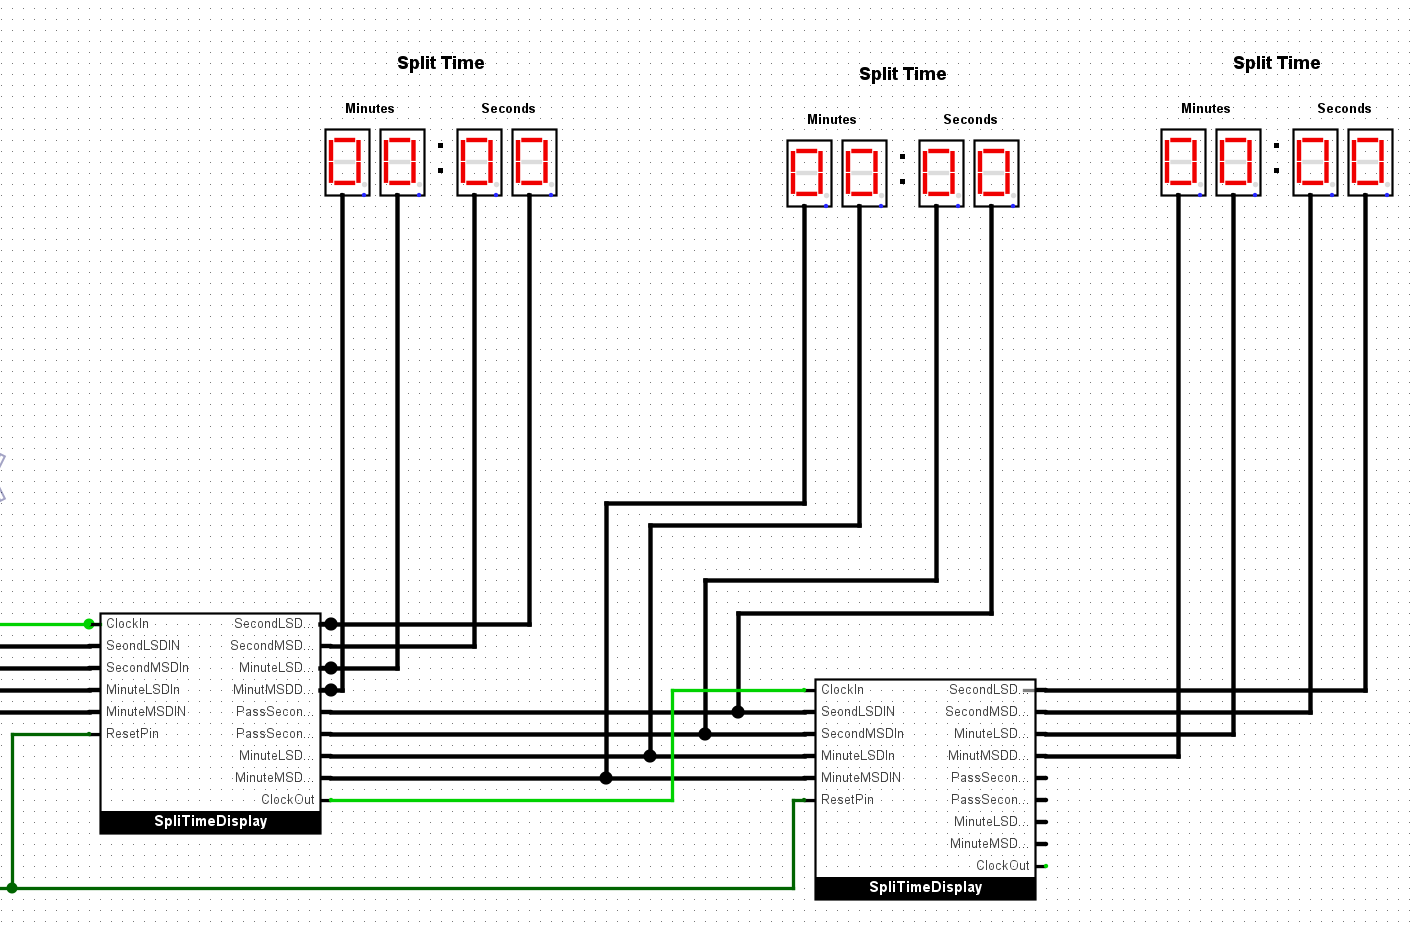 Split Time
Split Time
Split Time
Minutes
Seconds
Minutes
Seconds
Minutes
Seconds
00:00
00:00
00:00
ClockIn
SecondLSD...
SeondLSDIN
SecondMSD...
SecondMSDIn
MinuteLSD...
MinuteLSDIn
MinutMSDD...
MinuteMSDIN
PassSecon...
ResetPin
PassSecon...
MinuteLSD...
MinuteMSD...
ClockOut
SpliTimeDisplay
ClockIn
SecondLSD...
SeondLSDIN
SecondMSD...
SecondMSDIn
MinuteLSD...
MinuteLSDIn
MinutMSDD...
MinuteMSDIN
PassSecon...
ResetPin
PassSecon...
MinuteLSD...
MinuteMSD...
ClockOut
SpliTimeDisplay